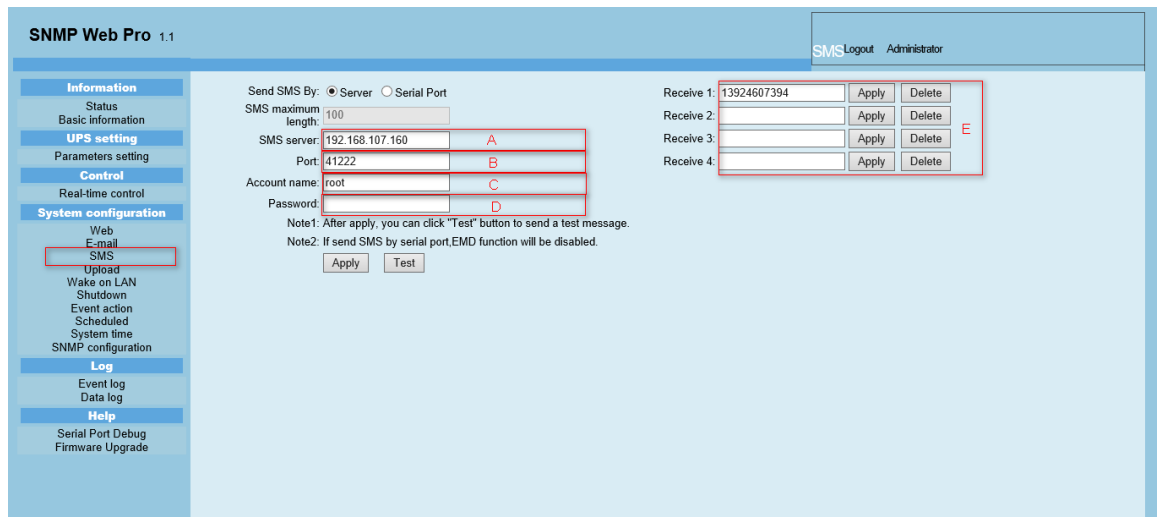 SNMP Web Pro 1.1
SMS Logout Administrator
Information
Status
Basic information
UPS setting
Parameters setting
Control
Real-time control
System configuration
Web
E-mail
SMS
Upload
Wake on LAN
Shutdown
Event action
Scheduled
System time
SNMP configuration
Log
Event log
Data log
Help
Serial Port Debug
Firmware Upgrade
Send SMS By: Server Serial Port
SMS maximum length: 100
SMS server: 192.168.107.160 A
Port: 41222 B
Account name: root C
Password: D
Note1: After apply, you can click "Test" button to send a test message.
Note2: If send SMS by serial port,EMD function will be disabled.
Apply Test
Receive 1: 13924607394 Apply Delete
Receive 2: Apply Delete
E
Receive 3: Apply Delete
Receive 4: Apply Delete